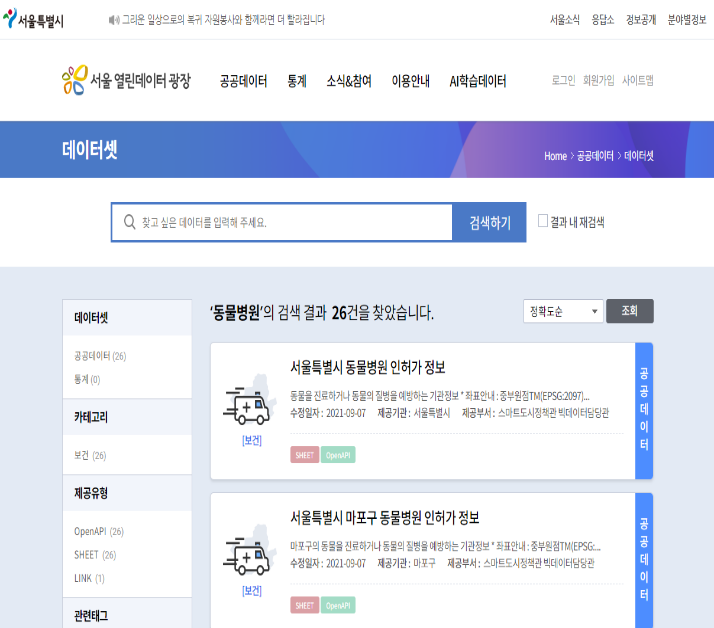 서울특별시
그리운 일상으로의 복귀 자원봉사와 함께라면 더 빨라집니다
서울소식 응답소 정보공개 분야별정보
서울 열린데이터 광장
공공데이터 통계 소식&참여 이용안내 AI학습데이터
로그인 회원가입 사이트맵
데이터셋
Home > 공공데이터 > 데이터셋
찾고 싶은 데이터를 입력해 주세요.
검색하기
결과 내 재검색
데이터셋
공공데이터 (26)
통계 (0)
카테고리
보건 (26)
제공유형
OpenAPI (26)
SHEET (26)
LINK (1)
관련태그
'동물병원'의 검색 결과 26건을 찾았습니다.
정확도순
조회
서울특별시 동물병원 인허가 정보
동물을 진료하거나 동물의 질병을 예방하는 기관정보 * 좌표안내 : 중부원점TM(EPSG:2097)...
수정일자 : 2021-09-07 제공기관 : 서울특별시 제공부서 : 스마트도시정책관 빅데이터담당관
[보건]
SHEET OpenAPI
공공데이터
서울특별시 마포구 동물병원 인허가 정보
마포구의 동물을 진료하거나 동물의 질병을 예방하는 기관정보 * 좌표안내 : 중부원점TM(EPSG:...
수정일자 : 2021-09-07 제공기관 : 마포구 제공부서 : 스마트도시정책관 빅데이터담당관
[보건]
SHEET OpenAPI
공공데이터